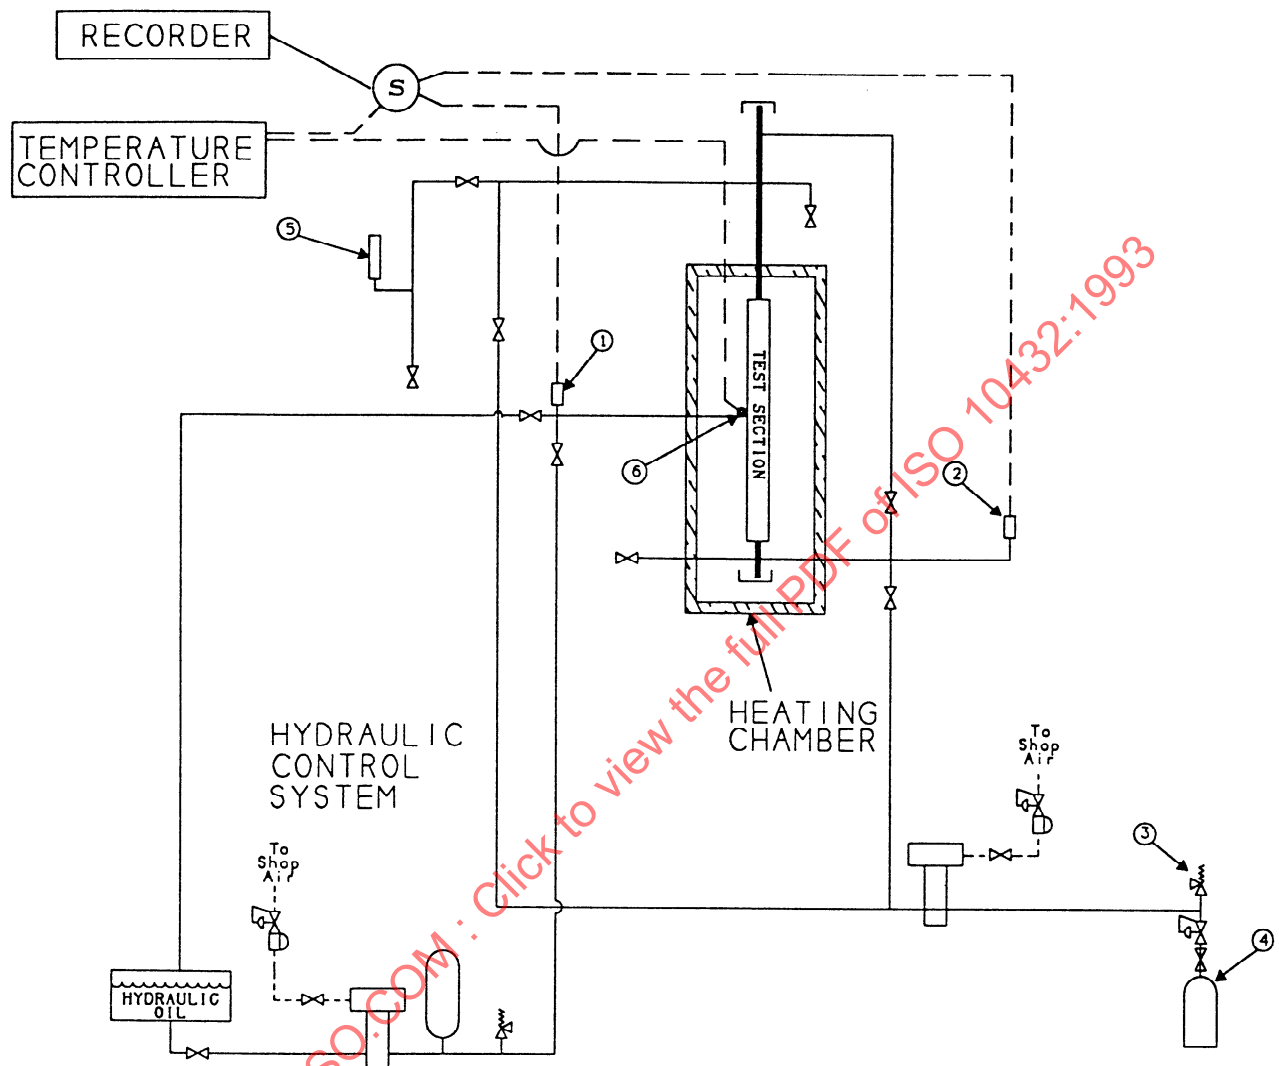 RECORDER
S
TEMPERATURE
CONTROLLER
5
1
TEST SECTION
6
2
HEATING
CHAMBER
HYDRAULIC
CONTROL
SYSTEM
To
Shop
Air
3
To
Shop
Air
4
HYDRAULIC
OIL
SO.COM : Click to view the full PDF of ISO 10432:1993